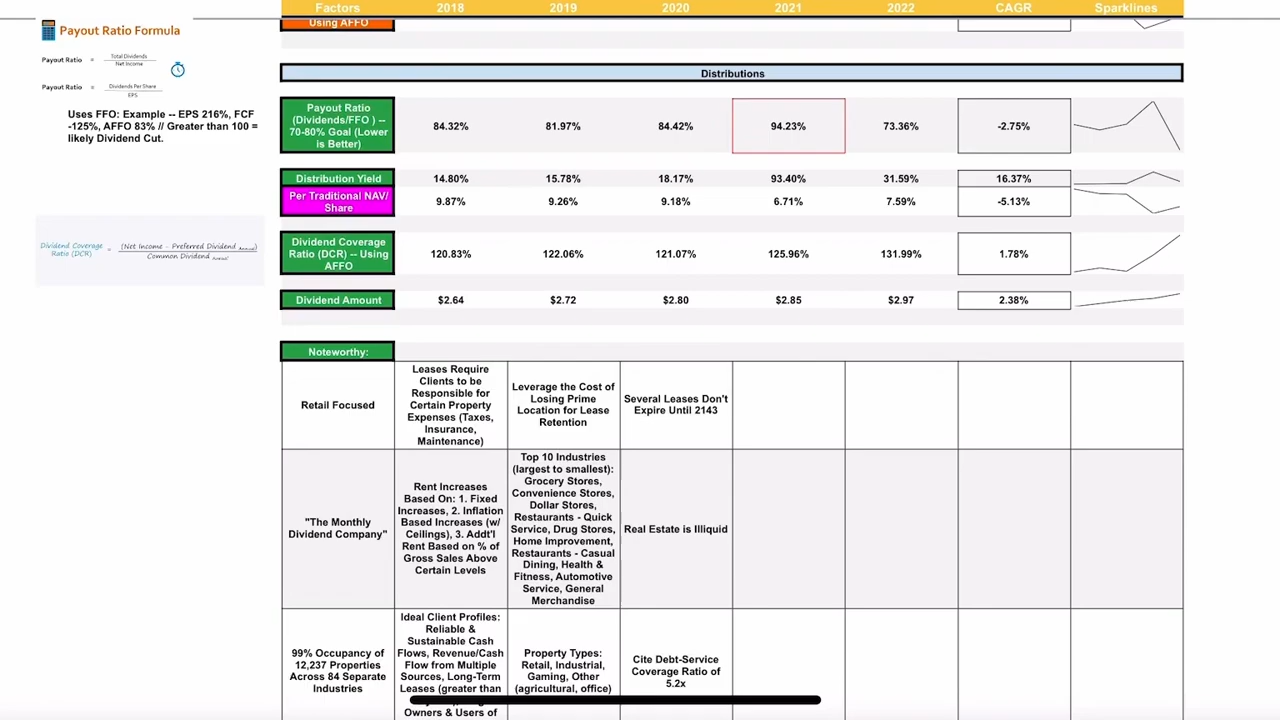 Factors 2018 2019 2020 2021 2022 CAGR Sparklines
Using AFFO
Payout Ratio Formula
Payout Ratio = Total Dividends
Net Income
Payout Ratio = Dividends Per Share
EPS
Uses FFO: Example -- EPS 216%, FCF
-125%, AFFO 83% // Greater than 100 =
likely Dividend Cut.
Dividend Coverage
Ratio (DCR) = (Net Income - Preferred Dividend Annual)
Common Dividend Annual
Distributions
Payout Ratio
(Dividends/FFO ) --
70-80% Goal (Lower
is Better)
84.32% 81.97% 84.42% 94.23% 73.36% -2.75%
Distribution Yield 14.80% 15.78% 18.17% 93.40% 31.59% 16.37%
Per Traditional NAV/
Share
9.87% 9.26% 9.18% 6.71% 7.59% -5.13%
Dividend Coverage
Ratio (DCR) -- Using
AFFO
120.83% 122.06% 121.07% 125.96% 131.99% 1.78%
Dividend Amount $2.64 $2.72 $2.80 $2.85 $2.97 2.38%
Noteworthy:
Retail Focused
Leases Require
Clients to be
Responsible for
Certain Property
Expenses (Taxes,
Insurance,
Maintenance)
Leverage the Cost of
Losing Prime
Location for Lease
Retention
Several Leases Don't
Expire Until 2143
"The Monthly
Dividend Company"
Rent Increases
Based On: 1. Fixed
Increases, 2. Inflation
Based Increases (w/
Ceilings), 3. Addt'l
Rent Based on % of
Gross Sales Above
Certain Levels
Top 10 Industries
(largest to smallest):
Grocery Stores,
Convenience Stores,
Dollar Stores,
Restaurants - Quick
Service, Drug Stores,
Home Improvement,
Restaurants - Casual
Dining, Health &
Fitness, Automotive
Service, General
Merchandise
Real Estate is Illiquid
99% Occupancy of
12,237 Properties
Across 84 Separate
Industries
Ideal Client Profiles:
Reliable &
Sustainable Cash
Flows, Revenue/Cash
Flow from Multiple
Sources, Long-Term
Leases (greater than
Owners & Users of
Property Types:
Retail, Industrial,
Gaming, Other
(agricultural, office)
Cite Debt-Service
Coverage Ratio of
5.2x